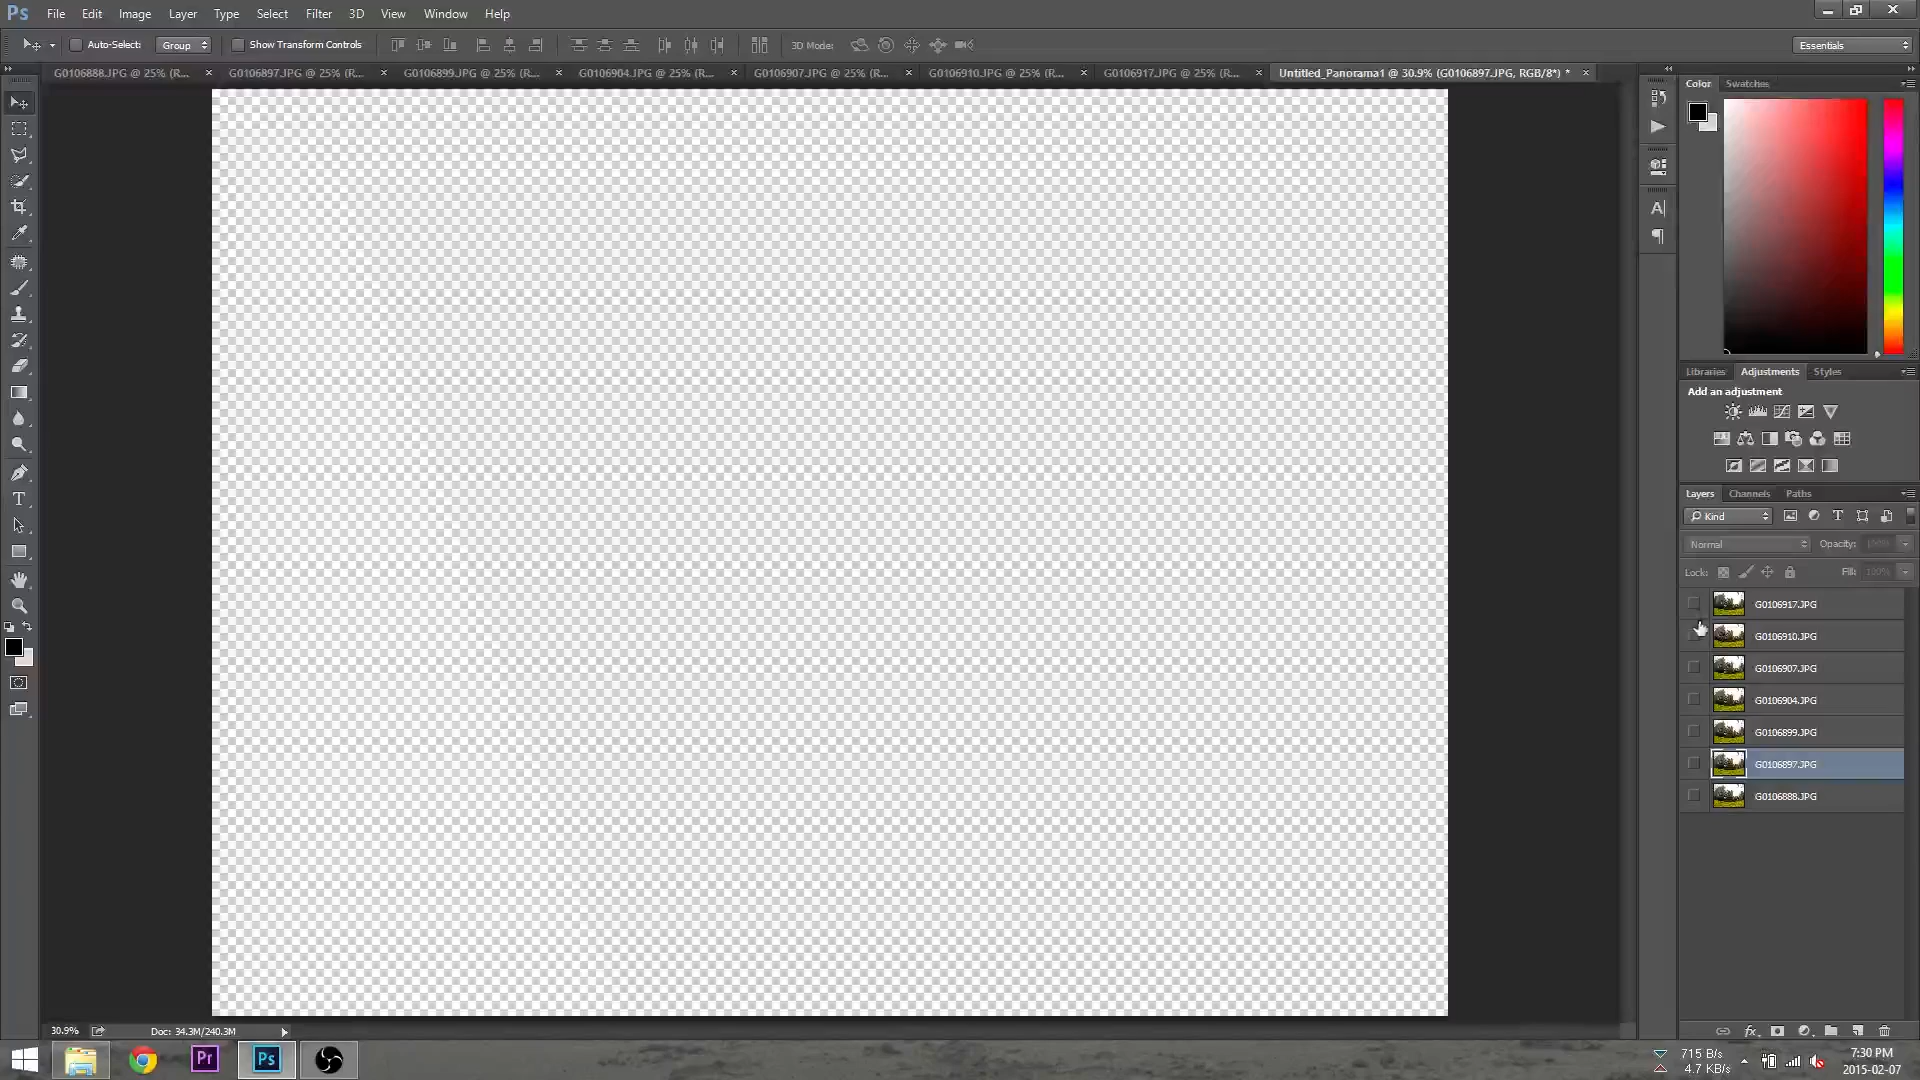 Ps File Edit Image Layer Type Select Filter 3D View Window Help
Auto-Select: Group Show Transform Controls 3D Mode: Essentials
G0106888.JPG @ 25% (R... × G0106897.JPG @ 25% (R... × G0106899.JPG @ 25% (R... × G0106904.JPG @ 25% (R... × G0106907.JPG @ 25% (R... × G0106910.JPG @ 25% (R... × G0106917.JPG @ 25% (R... × Untitled_Panorama1 @ 30.9% (G0106897.JPG, RGB/8*) * ×
Color Swatches
Libraries Adjustments Styles
Add an adjustment
Layers Channels Paths
Kind
Normal Opacity: 100%
Lock: Fill: 100%
G0106917.JPG
G0106910.JPG
G0106907.JPG
G0106904.JPG
G0106899.JPG
G0106897.JPG
G0106888.JPG
30.9% Doc: 34.3M/240.3M
Pr Ps
715 B/s
4.7 KB/s
7:30 PM
2015-02-07